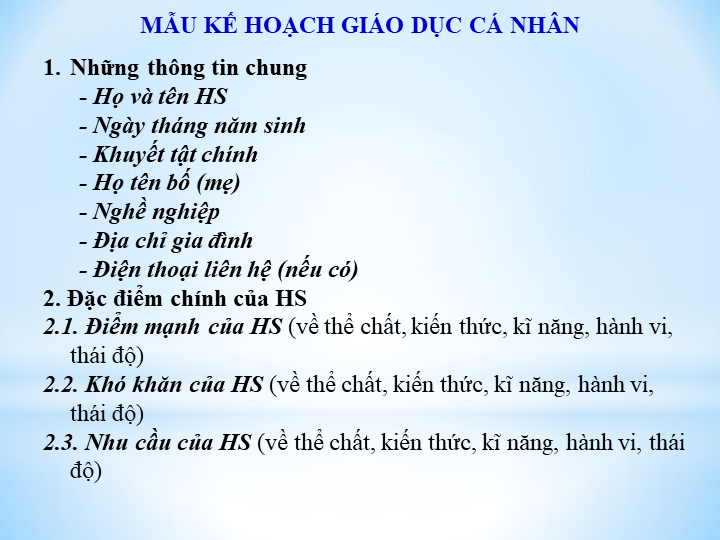 MẪU KẾ HOẠCH GIÁO DỤC CÁ NHÂN
1. Những thông tin chung
- Họ và tên HS
- Ngày tháng năm sinh
- Khuyết tật chính
- Họ tên bố (mẹ)
- Nghề nghiệp
- Địa chỉ gia đình
- Điện thoại liên hệ (nếu có)
2. Đặc điểm chính của HS
2.1. Điểm mạnh của HS (về thể chất, kiến thức, kĩ năng, hành vi,
thái độ)
2.2. Khó khăn của HS (về thể chất, kiến thức, kĩ năng, hành vi,
thái độ)
2.3. Nhu cầu của HS (về thể chất, kiến thức, kĩ năng, hành vi, thái
độ)